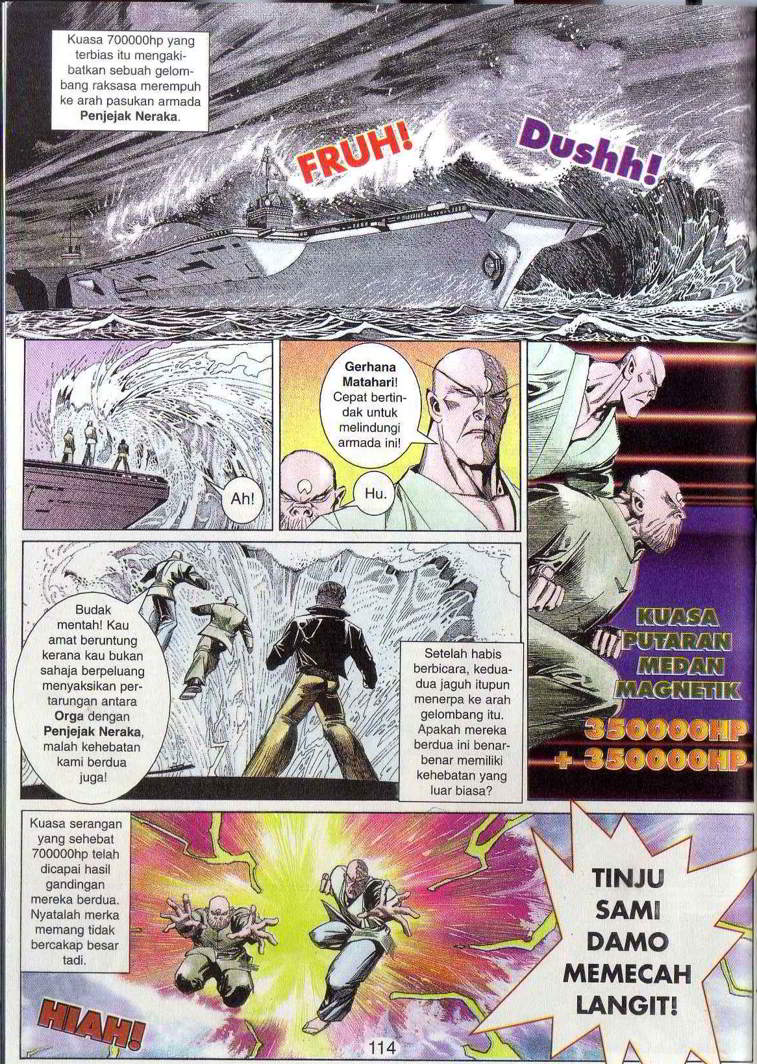 Kuasa 700000hp yang
terbias itu mengaki-
batkan sebuah gelom-
bang raksasa merempuh
ke arah pasukan armada
Penjejak Neraka.
FRUH!
Dushh!
Ah!
Gerhana
Matahari!
Cepat bertin-
dak untuk
melindungi
armada ini!
Hu.
KUASA
PUTARAN
MEDAN
MAGNETIK
350000HP
+ 350000HP
Budak
mentah! Kau
amat beruntung
kerana kau bukan
sahaja berpeluang
menyaksikan per-
tarungan antara
Orga dengan
Penjejak Neraka,
malah kehebatan
kami berdua
juga!
Setelah habis
berbicara, kedua-
dua jaguh itupun
menerpa ke arah
gelombang itu.
Apakah mereka
berdua ini benar-
benar memiliki
kehebatan yang
luar biasa?
Kuasa serangan
yang sehebat
700000hp telah
dicapai hasil
gandingan
mereka berdua.
Nyatalah merka
memang tidak
bercakap besar
tadi.
TINJU
SAMI
DAMO
MEMECAH
LANGIT!
HIAH!
114